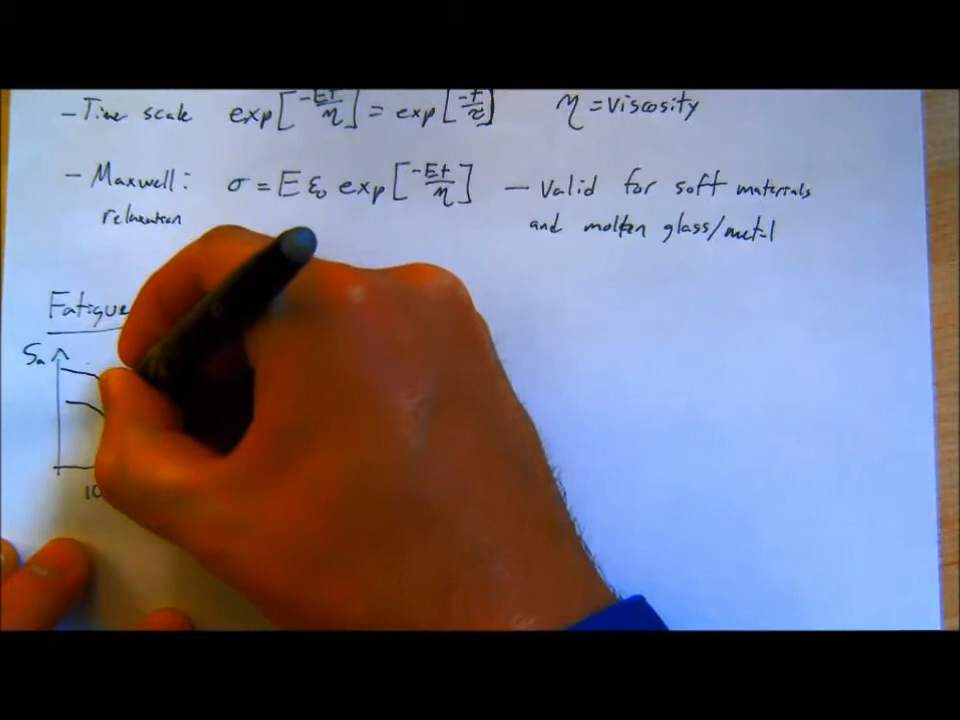 - Time scale exp[-Et/η] = exp[-t/τ] η = viscosity
- Maxwell: σ = E ε₀ exp[-Et/η] - valid for soft materials
relaxation and molten glass/metal
Fatigue
Sa
10